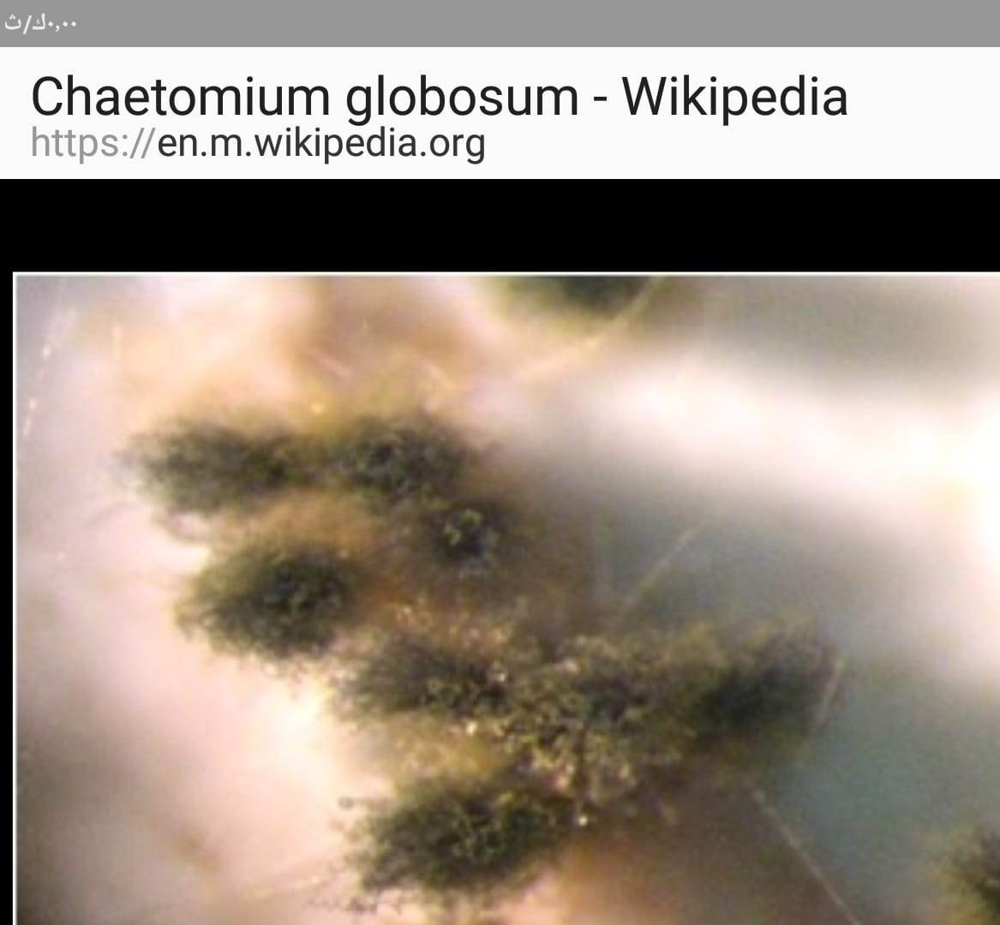 ٠,٠٠ك/ث
Chaetomium globosum - Wikipedia
https://en.m.wikipedia.org